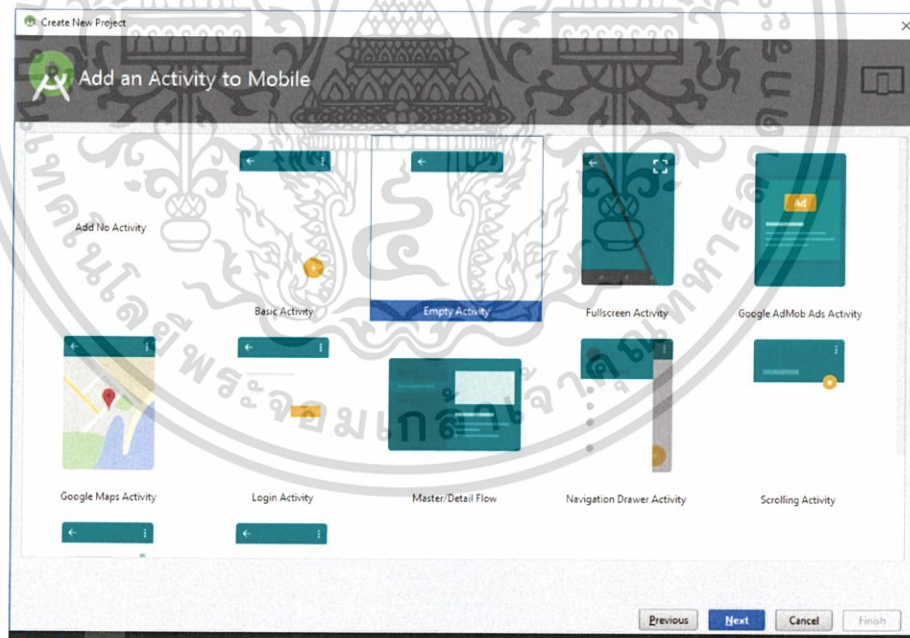 Create New Project
Add an Activity to Mobile
Add No Activity
Basic Activity
Empty Activity
Fullscreen Activity
Ad
Google AdMob Ads Activity
Google Maps Activity
Login Activity
Master/Detail Flow
Navigation Drawer Activity
Scrolling Activity
Previous
Next
Cancel
Finish